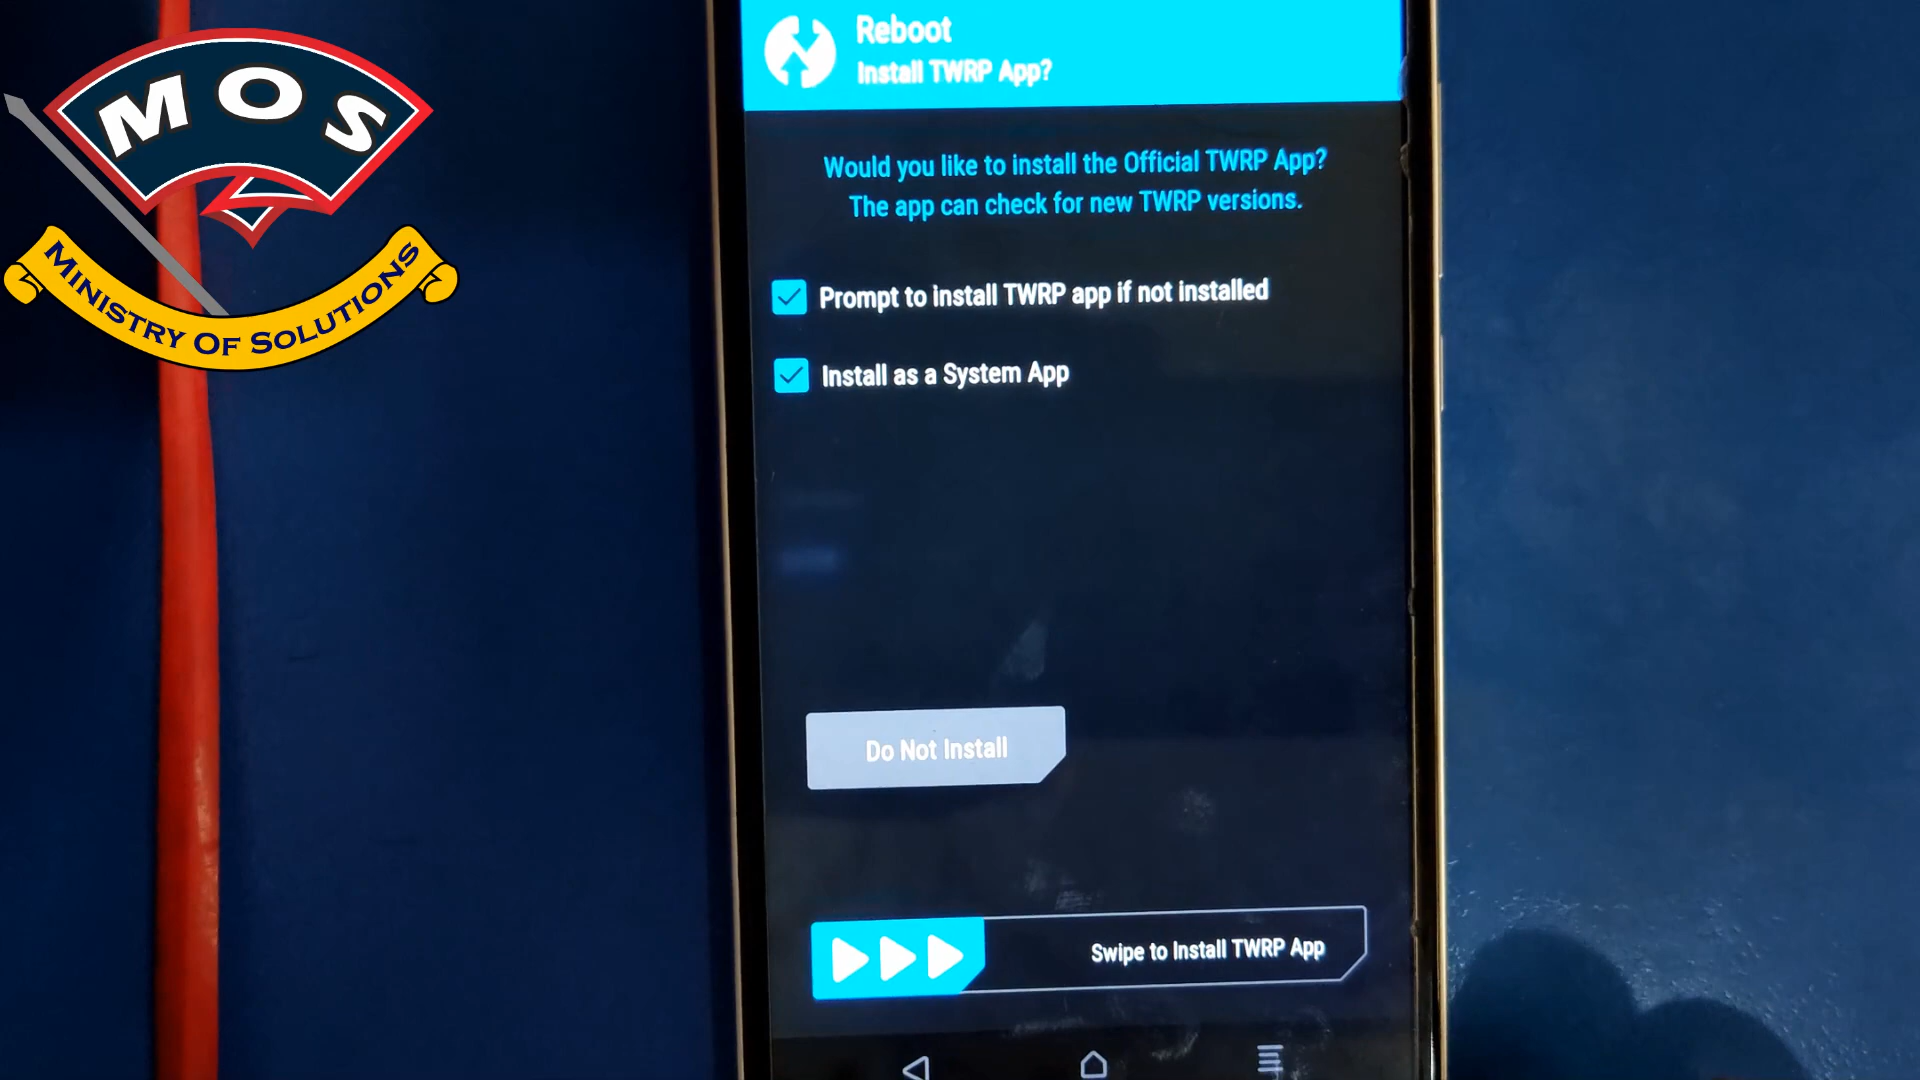 MOS
MINISTRY OF SOLUTIONS
Reboot
Install TWRP App?
Would you like to install the Official TWRP App?
The app can check for new TWRP versions.
Prompt to install TWRP app if not installed
Install as a System App
Do Not Install
Swipe to Install TWRP App